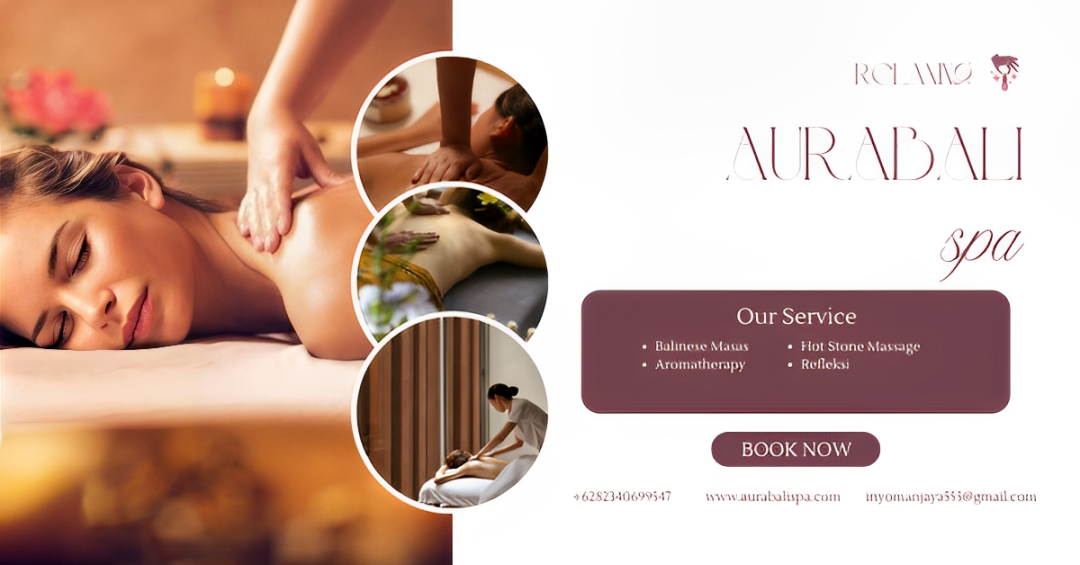 AURABALI
spa
Our Service
• Balinese Masas
• Aromatherapy
• Hot Stone Massage
• Refleksi
BOOK NOW
+6282340699547
www.aurabalispa.com
inyomanjaya555@gmail.com